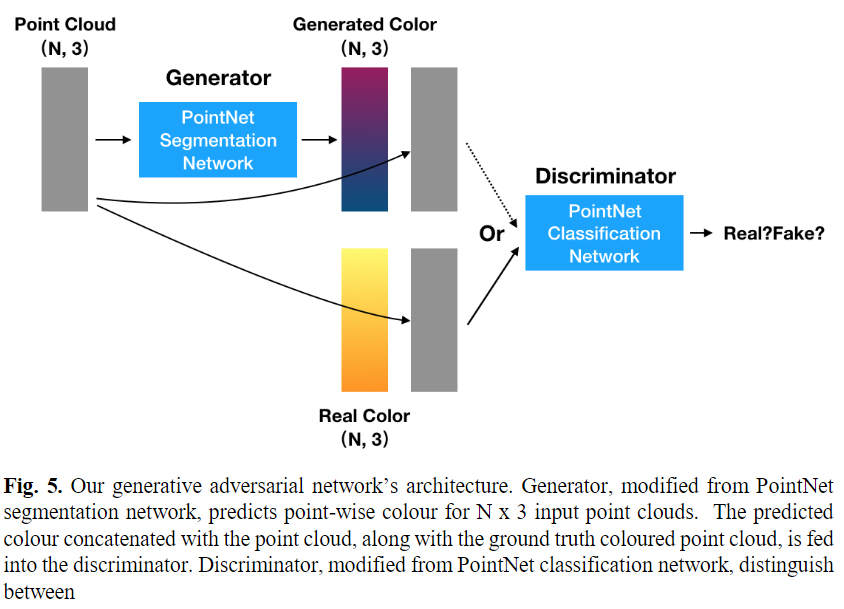 Point Cloud
(N, 3)
Generated Color
(N, 3)
Generator
PointNet
Segmentation
Network
Discriminator
Or
PointNet
Classification
Network
Real?Fake?
Real Color
(N, 3)
Fig. 5. Our generative adversarial network's architecture. Generator, modified from PointNet
segmentation network, predicts point-wise colour for N x 3 input point clouds. The predicted
colour concatenated with the point cloud, along with the ground truth coloured point cloud, is fed
into the discriminator. Discriminator, modified from PointNet classification network, distinguish
between